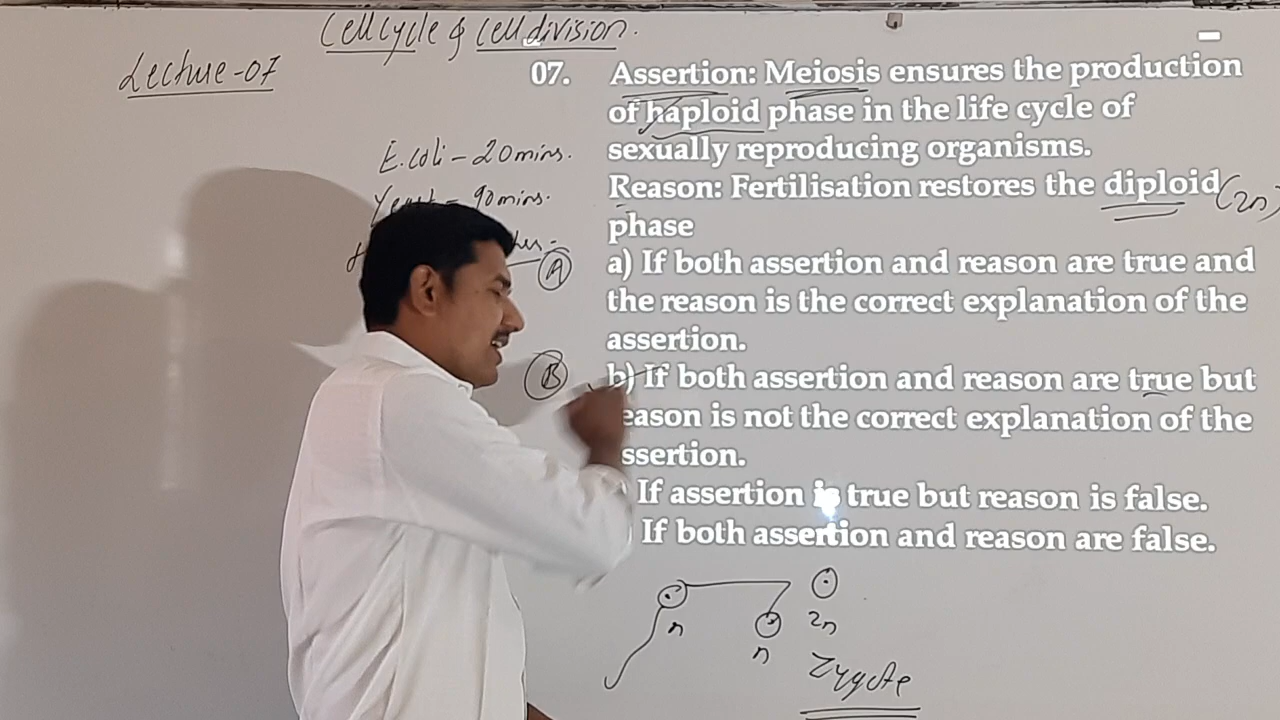 Cell cycle & Cell division.
Lecture-07
E.coli - 20mins.
90mins.
A
B
07. Assertion: Meiosis ensures the production
of haploid phase in the life cycle of
sexually reproducing organisms.
Reason: Fertilisation restores the diploid (2n)
phase
a) If both assertion and reason are true and
the reason is the correct explanation of the
assertion.
b) If both assertion and reason are true but
eason is not the correct explanation of the
ssertion.
If assertion is true but reason is false.
If both assertion and reason are false.
n
n
2n
Zygote